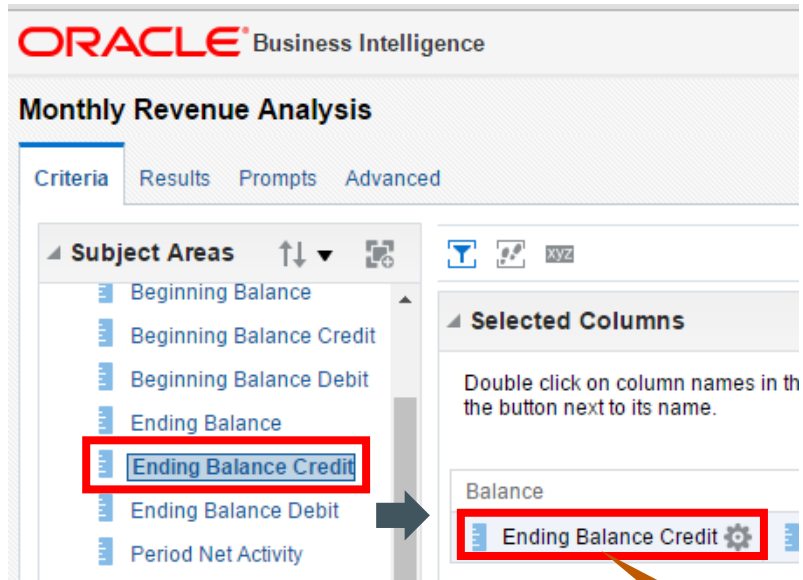 ORACLE Business Intelligence
Monthly Revenue Analysis
Criteria Results Prompts Advanced
Subject Areas
Beginning Balance
Beginning Balance Credit
Beginning Balance Debit
Ending Balance
Ending Balance Credit
Ending Balance Debit
Period Net Activity
xyz
Selected Columns
Double click on column names in th
the button next to its name.
Balance
Ending Balance Credit